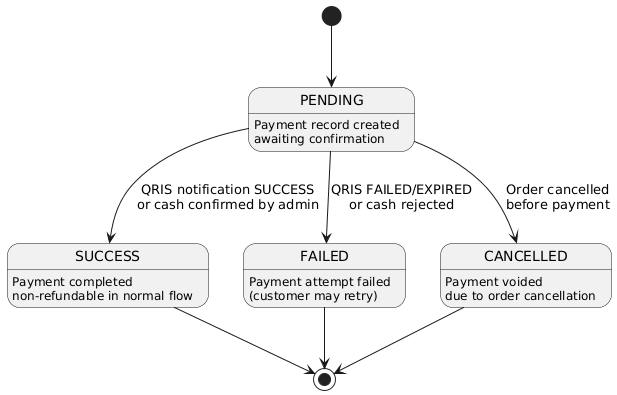 PENDING
Payment record created
awaiting confirmation
QRIS notification SUCCESS
or cash confirmed by admin
QRIS FAILED/EXPIRED
or cash rejected
Order cancelled
before payment
SUCCESS
Payment completed
non-refundable in normal flow
FAILED
Payment attempt failed
(customer may retry)
CANCELLED
Payment voided
due to order cancellation